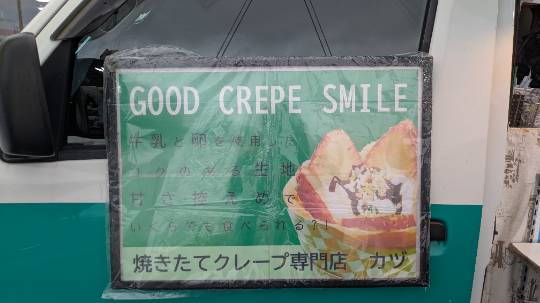 GOOD CREPE SMILE
牛乳と卵を使用した
コクのある生地
甘さ控えめで
いくらでも食べられる?!
焼きたてクレープ専門店 カツ